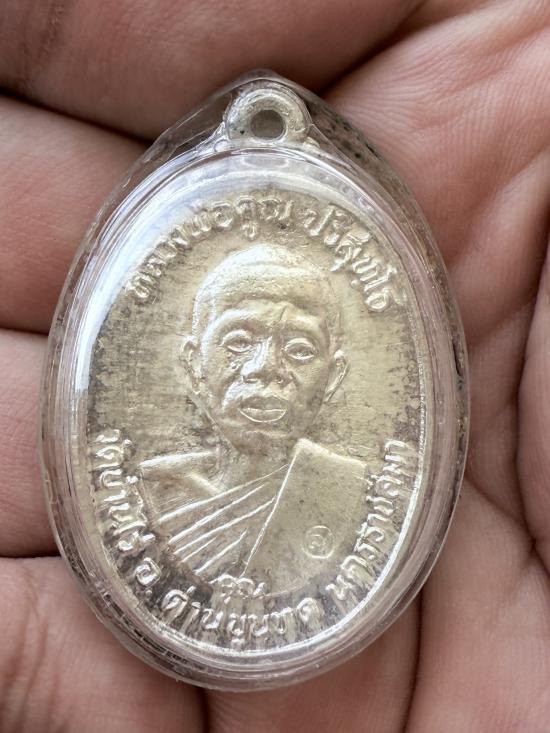 หลวงพ่อคูณ ปริสุทฺโธ
คูณ
วัดบ้านไร่ อ. ด่านขุนทด นครราชสีมา